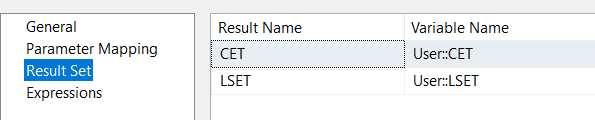 General
Parameter Mapping
Result Set
Expressions
Result Name Variable Name
CET User::CET
LSET User::LSET